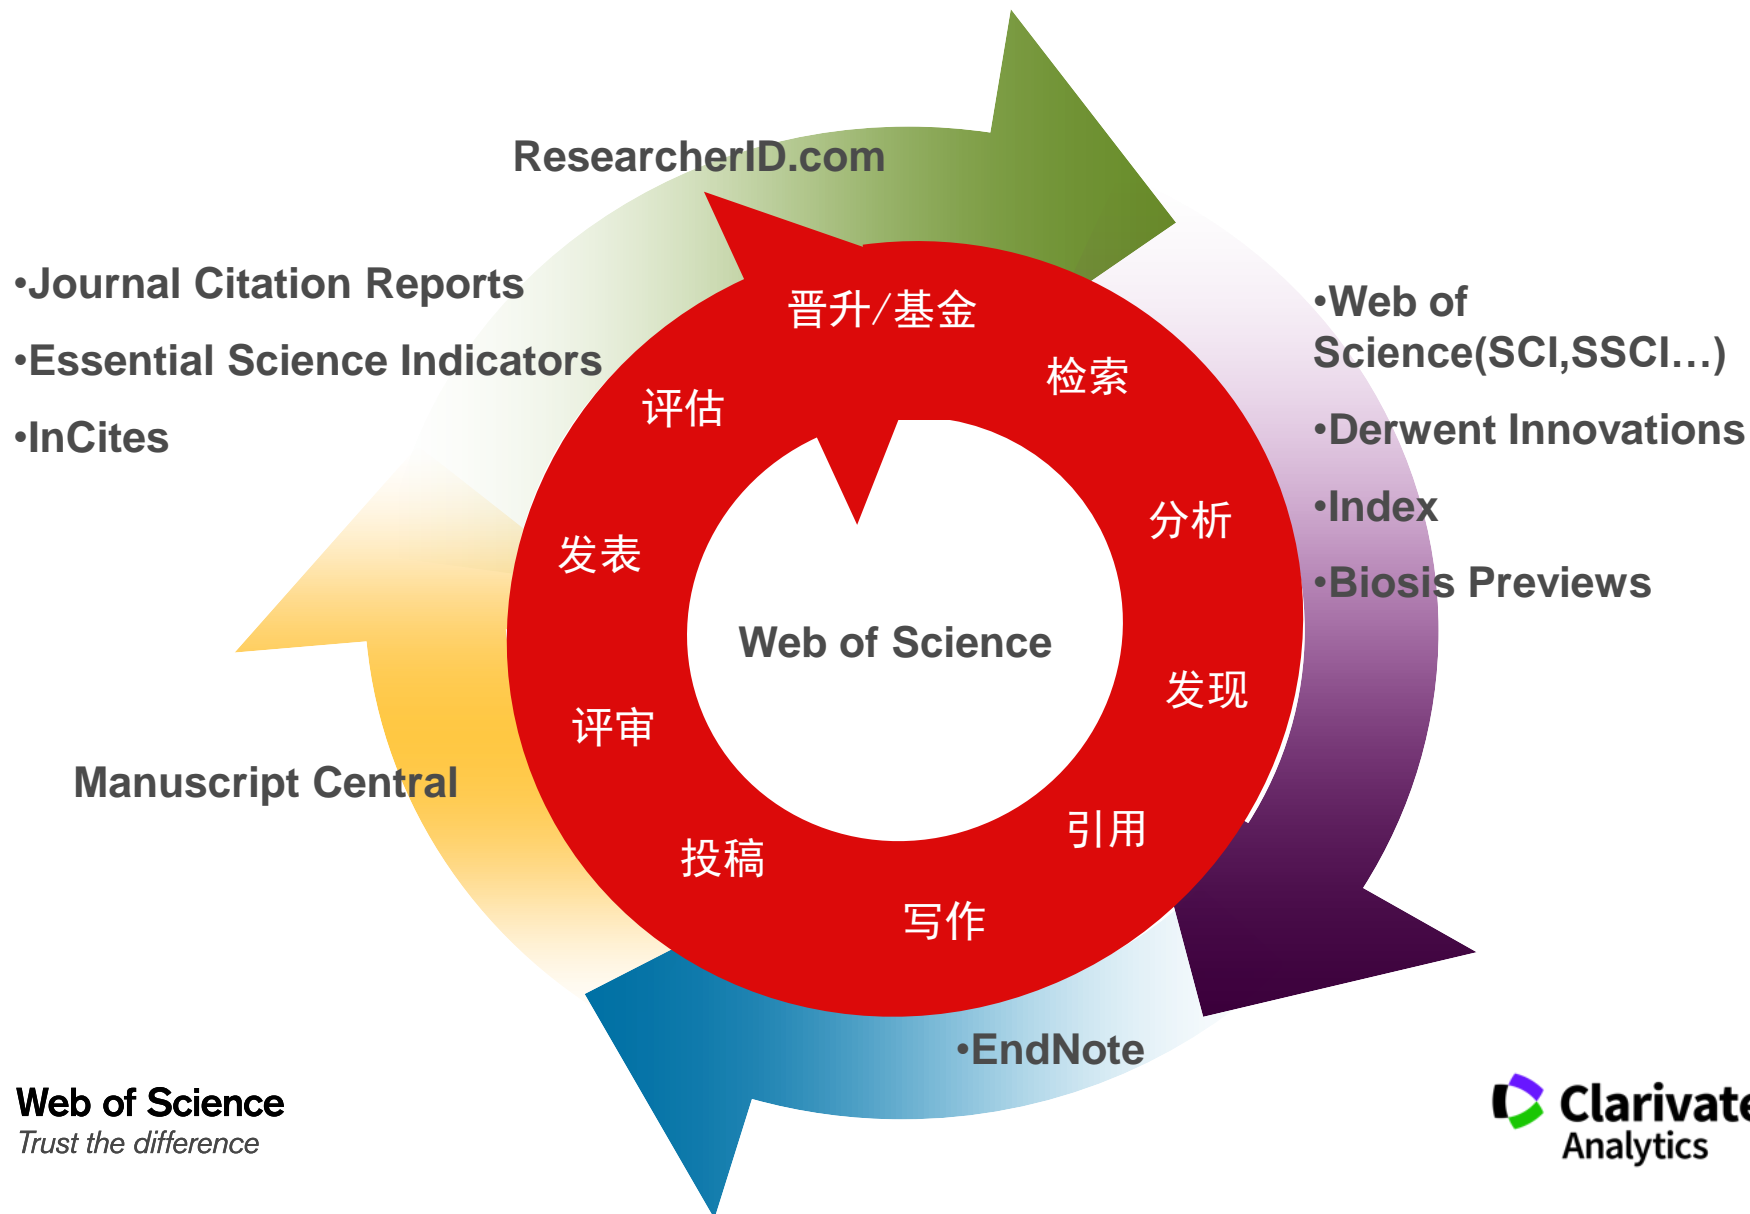 ResearcherID.com
•Journal Citation Reports
•Essential Science Indicators
•InCites
晋升/基金
检索
评估
分析
发表
发现
评审
引用
投稿
写作
Web of Science
•Web of
Science(SCI,SSCI…)
•Derwent Innovations
•Index
•Biosis Previews
Manuscript Central
•EndNote
Web of Science
Trust the difference
Clarivate
Analytics